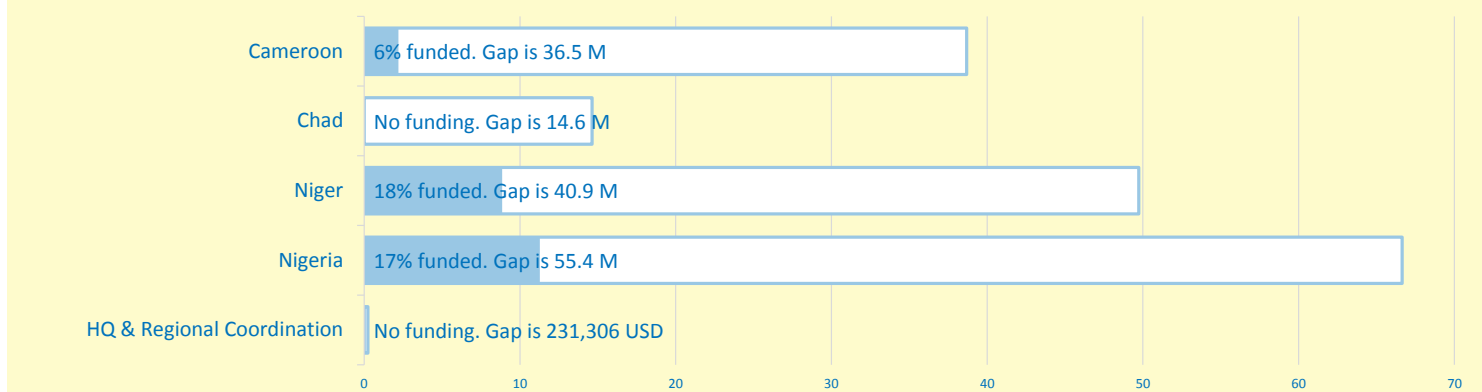 Cameroon 6% funded. Gap is 36.5 M
Chad No funding. Gap is 14.6 M
Niger 18% funded. Gap is 40.9 M
Nigeria 17% funded. Gap is 55.4 M
HQ & Regional Coordination No funding. Gap is 231,306 USD
0 10 20 30 40 50 60 70